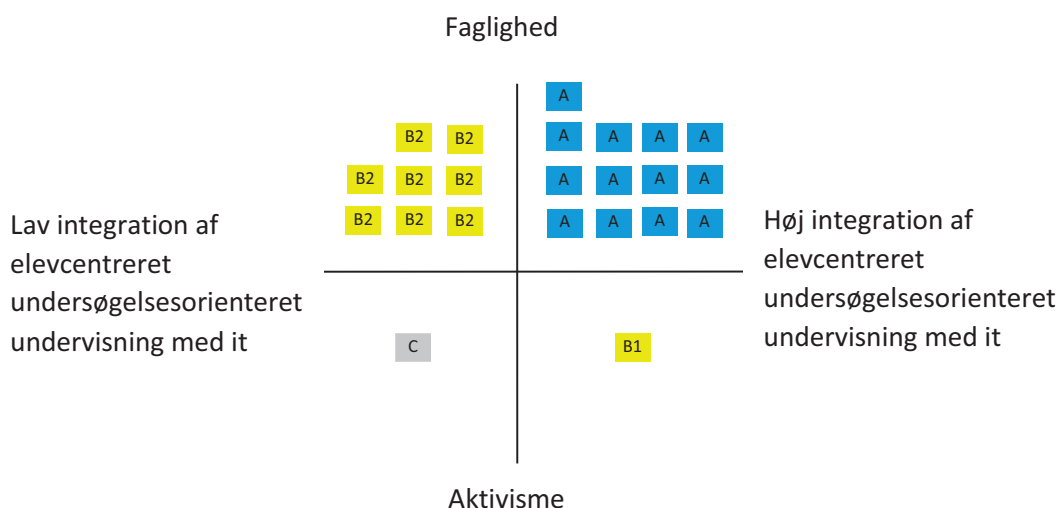 Faglighed
A
B2 B2 A A A A
B2 B2 B2 A A A A
B2 B2 B2 A A A A
Lav integration af
elevcentreret
undersøgelsesorienteret
undervisning med it
Høj integration af
elevcentreret
undersøgelsesorienteret
undervisning med it
C B1
Aktivisme